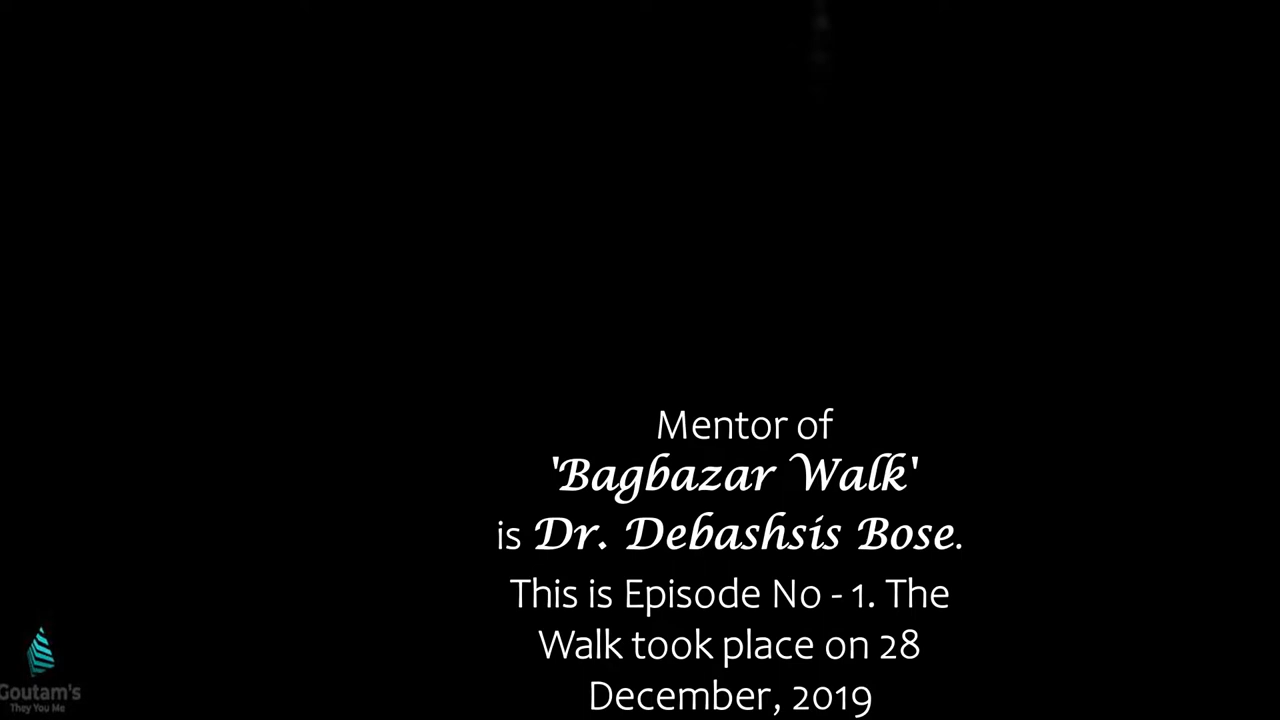 Mentor of
'Bagbazar Walk'
is Dr. Debashsis Bose.
This is Episode No - 1. The
Walk took place on 28
December, 2019
Goutam's
They You Me